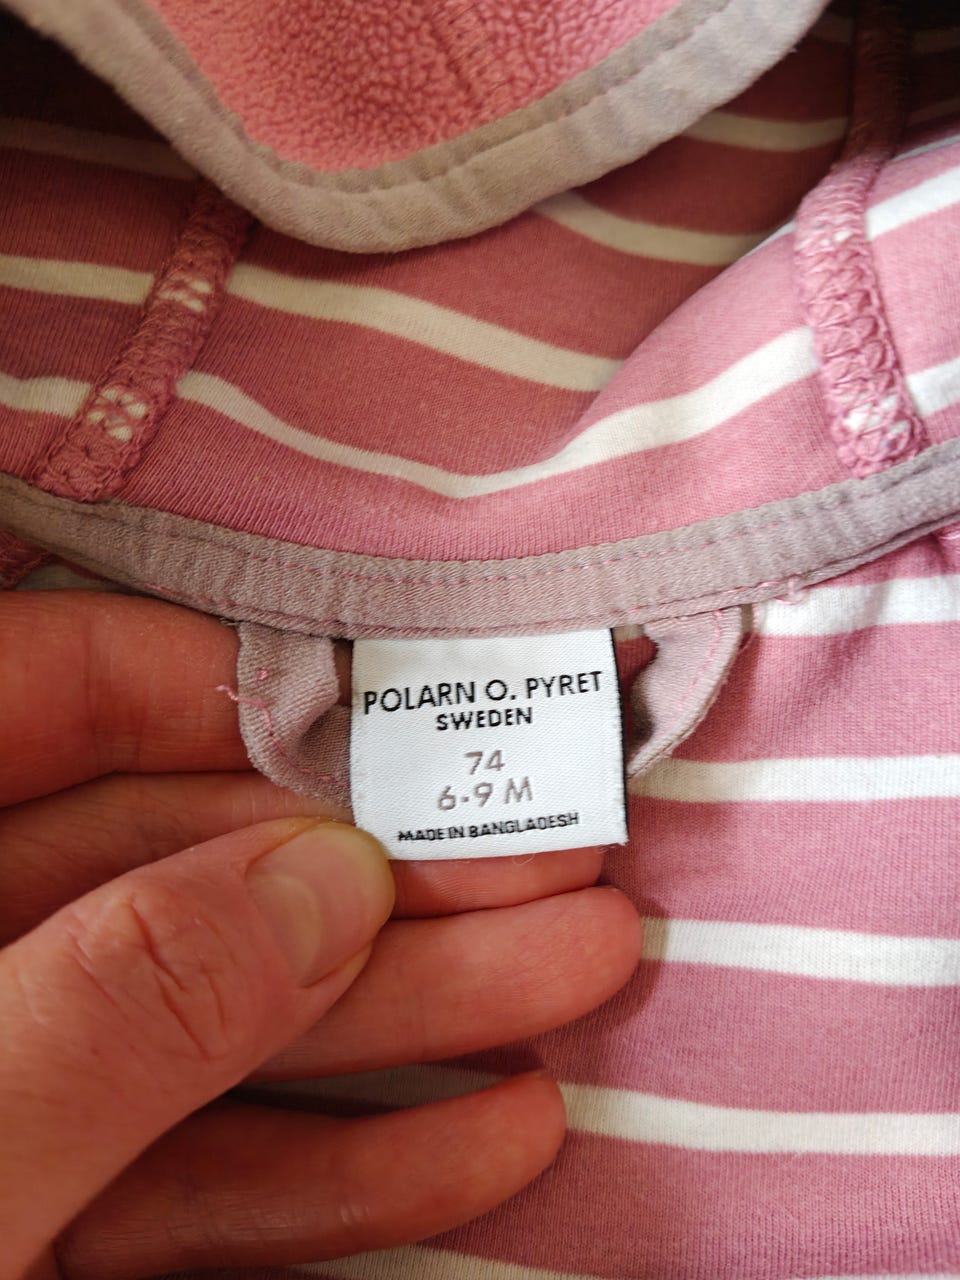 POLARN O. PYRET
SWEDEN
74
6-9 M
MADE IN BANGLADESH